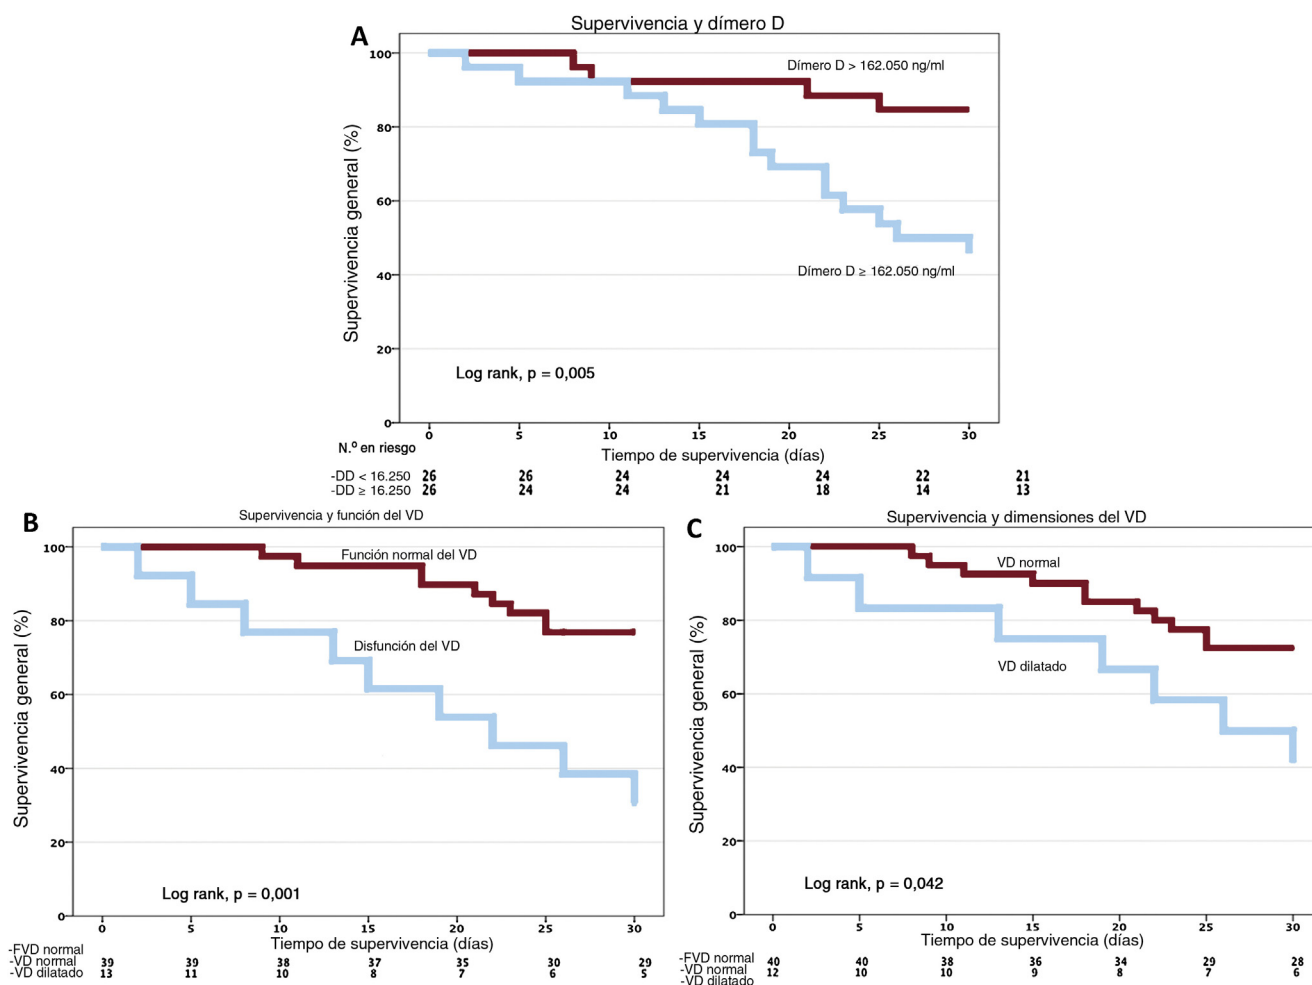 A
Supervivencia y dímero D
Supervivencia general (%)
100
80
60
40
20
0
Dímero D > 162.050 ng/ml
Dímero D ≥ 162.050 ng/ml
Log rank, p = 0,005
0 5 10 15 20 25 30
N.º en riesgo
Tiempo de supervivencia (días)
-DD < 16.250 26 26 24 24 24 22 21
-DD ≥ 16.250 26 24 24 21 18 14 13
B
Supervivencia y función del VD
Supervivencia general (%)
100
80
60
40
20
0
Función normal del VD
Disfunción del VD
Log rank, p = 0,001
0 5 10 15 20 25 30
Tiempo de supervivencia (días)
-FVD normal
-VD normal 39 39 38 37 35 30 29
-VD dilatado 13 11 10 8 7 6 5
C
Supervivencia y dimensiones del VD
Supervivencia general (%)
100
80
60
40
20
0
VD normal
VD dilatado
Log rank, p = 0,042
0 5 10 15 20 25 30
Tiempo de supervivencia (días)
-FVD normal 40 40 38 36 34 29 28
-VD normal 12 10 10 9 8 7 6
-VD dilatado